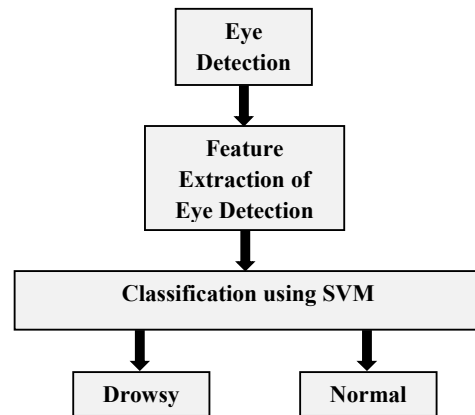 Eye
Detection
Feature
Extraction of
Eye Detection
Classification using SVM
Drowsy
Normal